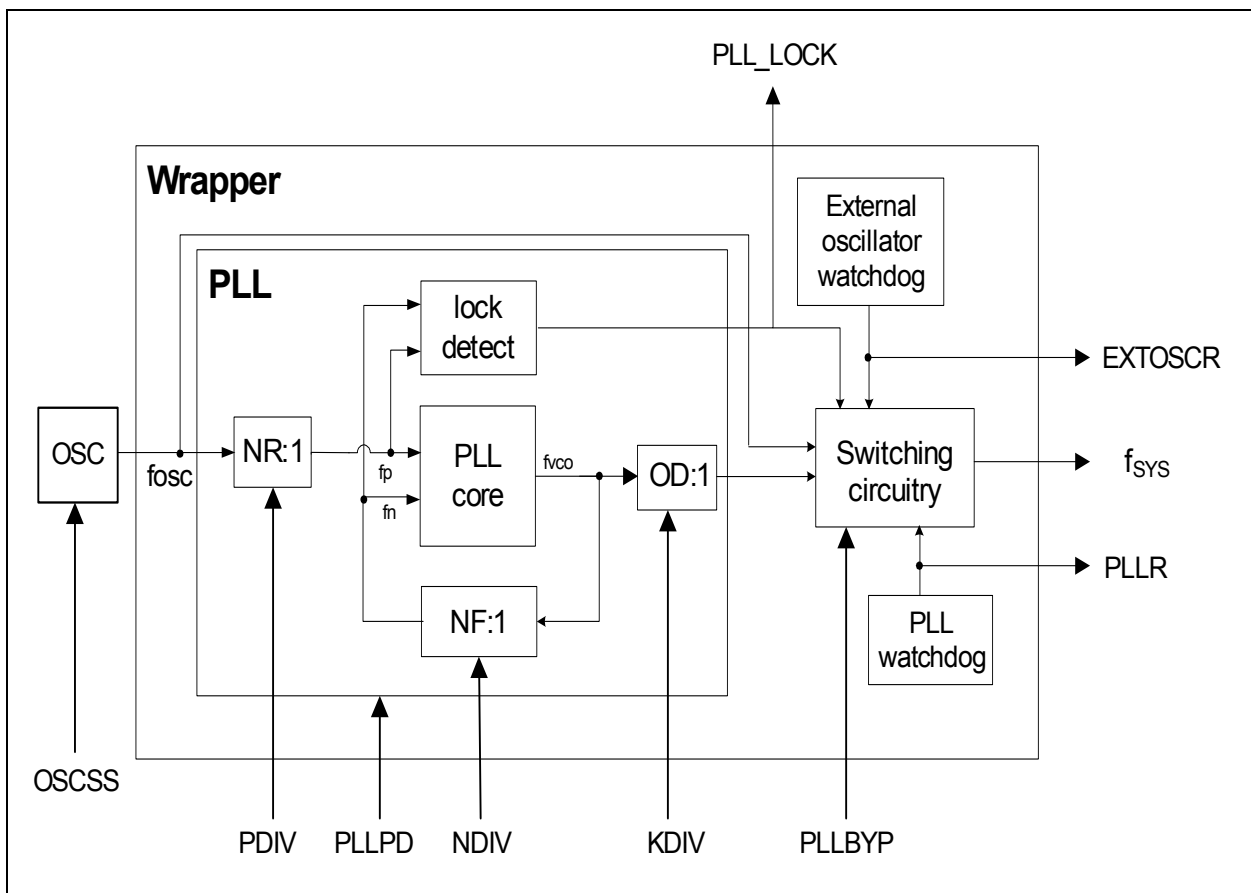 PLL_LOCK
Wrapper
External
oscillator
watchdog
PLL
lock
detect
EXTOSCR
OSC
fosc
NR:1
fp
fn
PLL
core
fvco
OD:1
Switching
circuitry
fSYS
NF:1
PLLR
PLL
watchdog
OSCSS
PDIV
PLLPD
NDIV
KDIV
PLLBYP